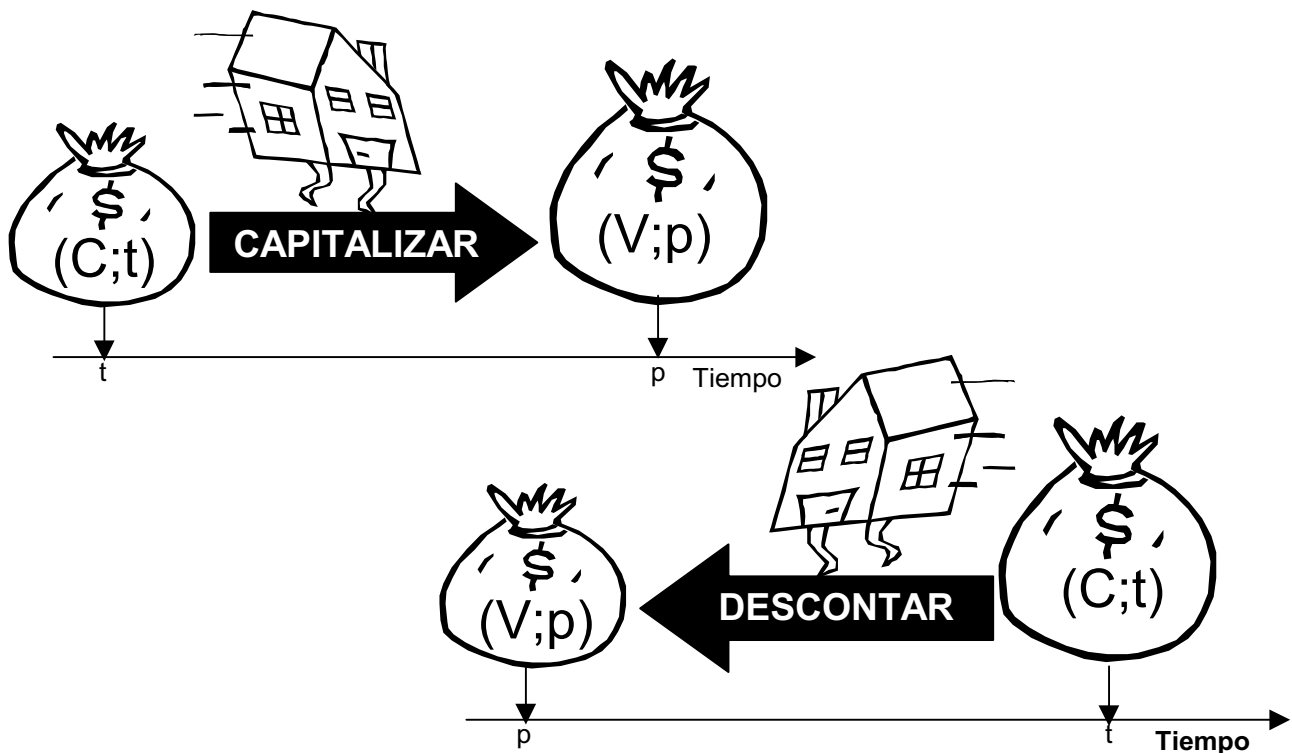 $
(C;t)
CAPITALIZAR
$
(V;p)
t
p
Tiempo
$
(V;p)
DESCONTAR
$
(C;t)
p
t
Tiempo